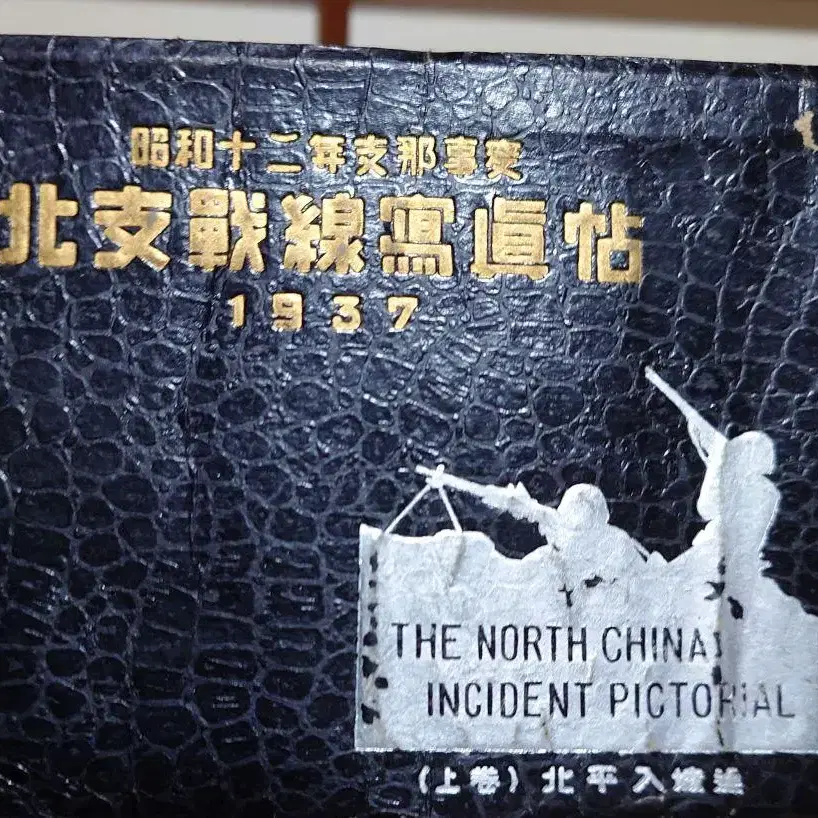 昭和十二年支那事変
北支戰線寫眞帖
1937
THE NORTH CHINA
INCIDENT PICTORIAL
(上巻) 北平入城迄